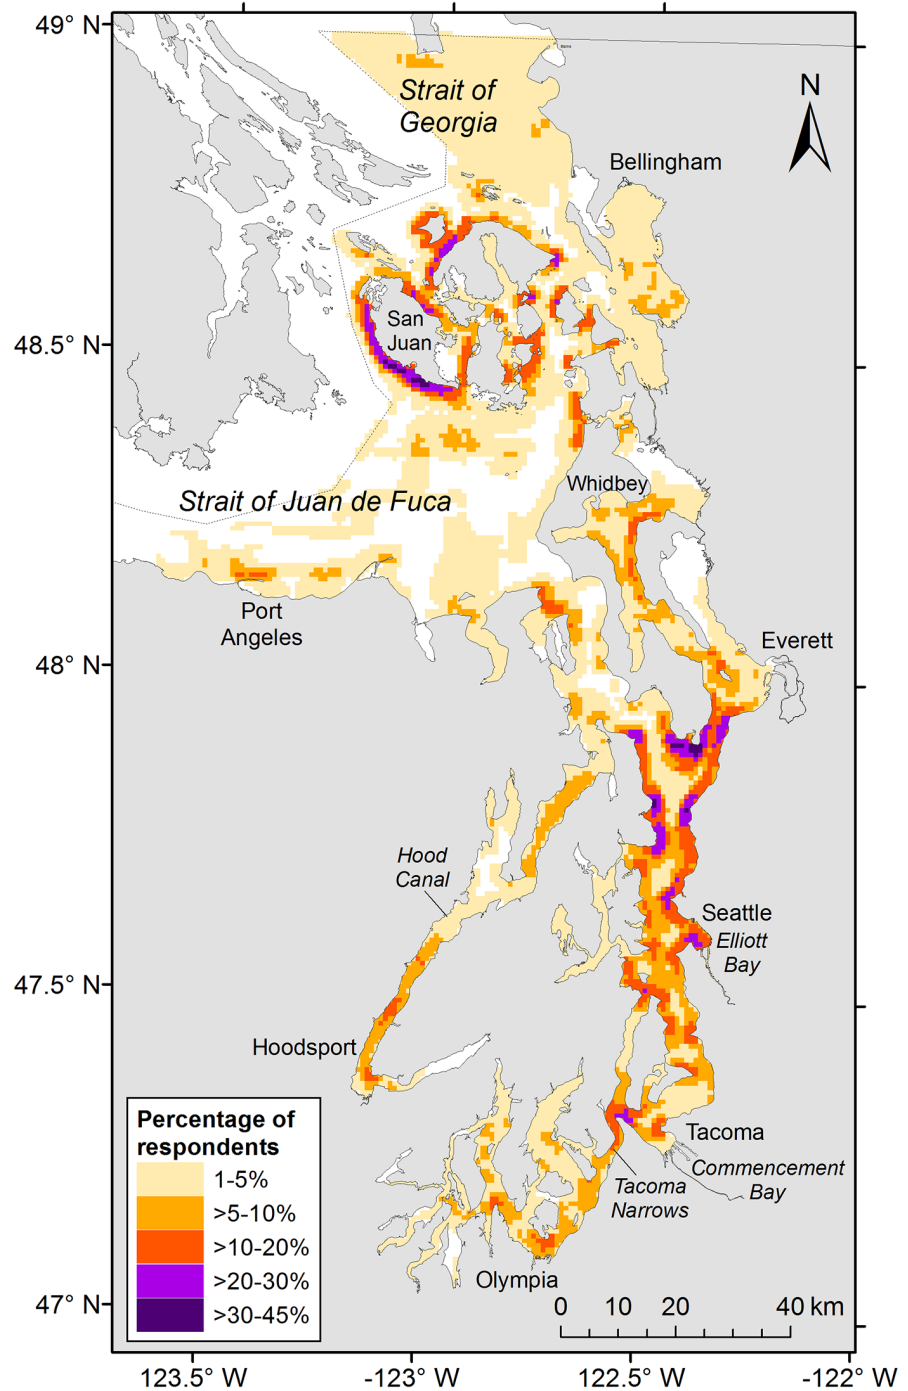 49° N
N
Strait of
Georgia
Bellingham
San
Juan
48.5° N
Whidbey
Strait of Juan de Fuca
Port
Angeles
Everett
48° N
Hood
Canal
Seattle
Elliott
Bay
47.5° N
Hoodsport
Tacoma
Commencement
Bay
Tacoma
Narrows
Olympia
Percentage of
respondents
1-5%
>5-10%
>10-20%
>20-30%
>30-45%
0 10 20 40 km
47° N
-123.5° W -123° W -122.5° W -122° W